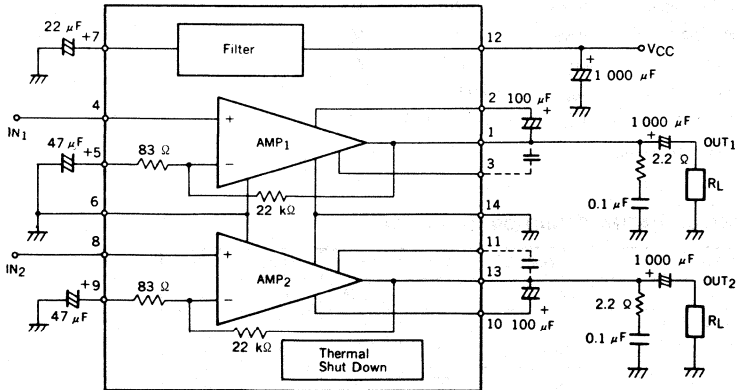 22 μF
+7
Filter
12
VCC
+
1 000 μF
2
100 μF
+
4
IN1
+
AMP1
1
1 000 μF
+
OUT1
47 μF
+5
83 Ω
−
3
2.2 Ω
22 kΩ
0.1 μF
RL
6
14
8
IN2
+
AMP2
11
13
1 000 μF
+
OUT2
+9
83 Ω
−
+
2.2 Ω
47 μF
22 kΩ
10
100 μF
0.1 μF
RL
Thermal
Shut Down